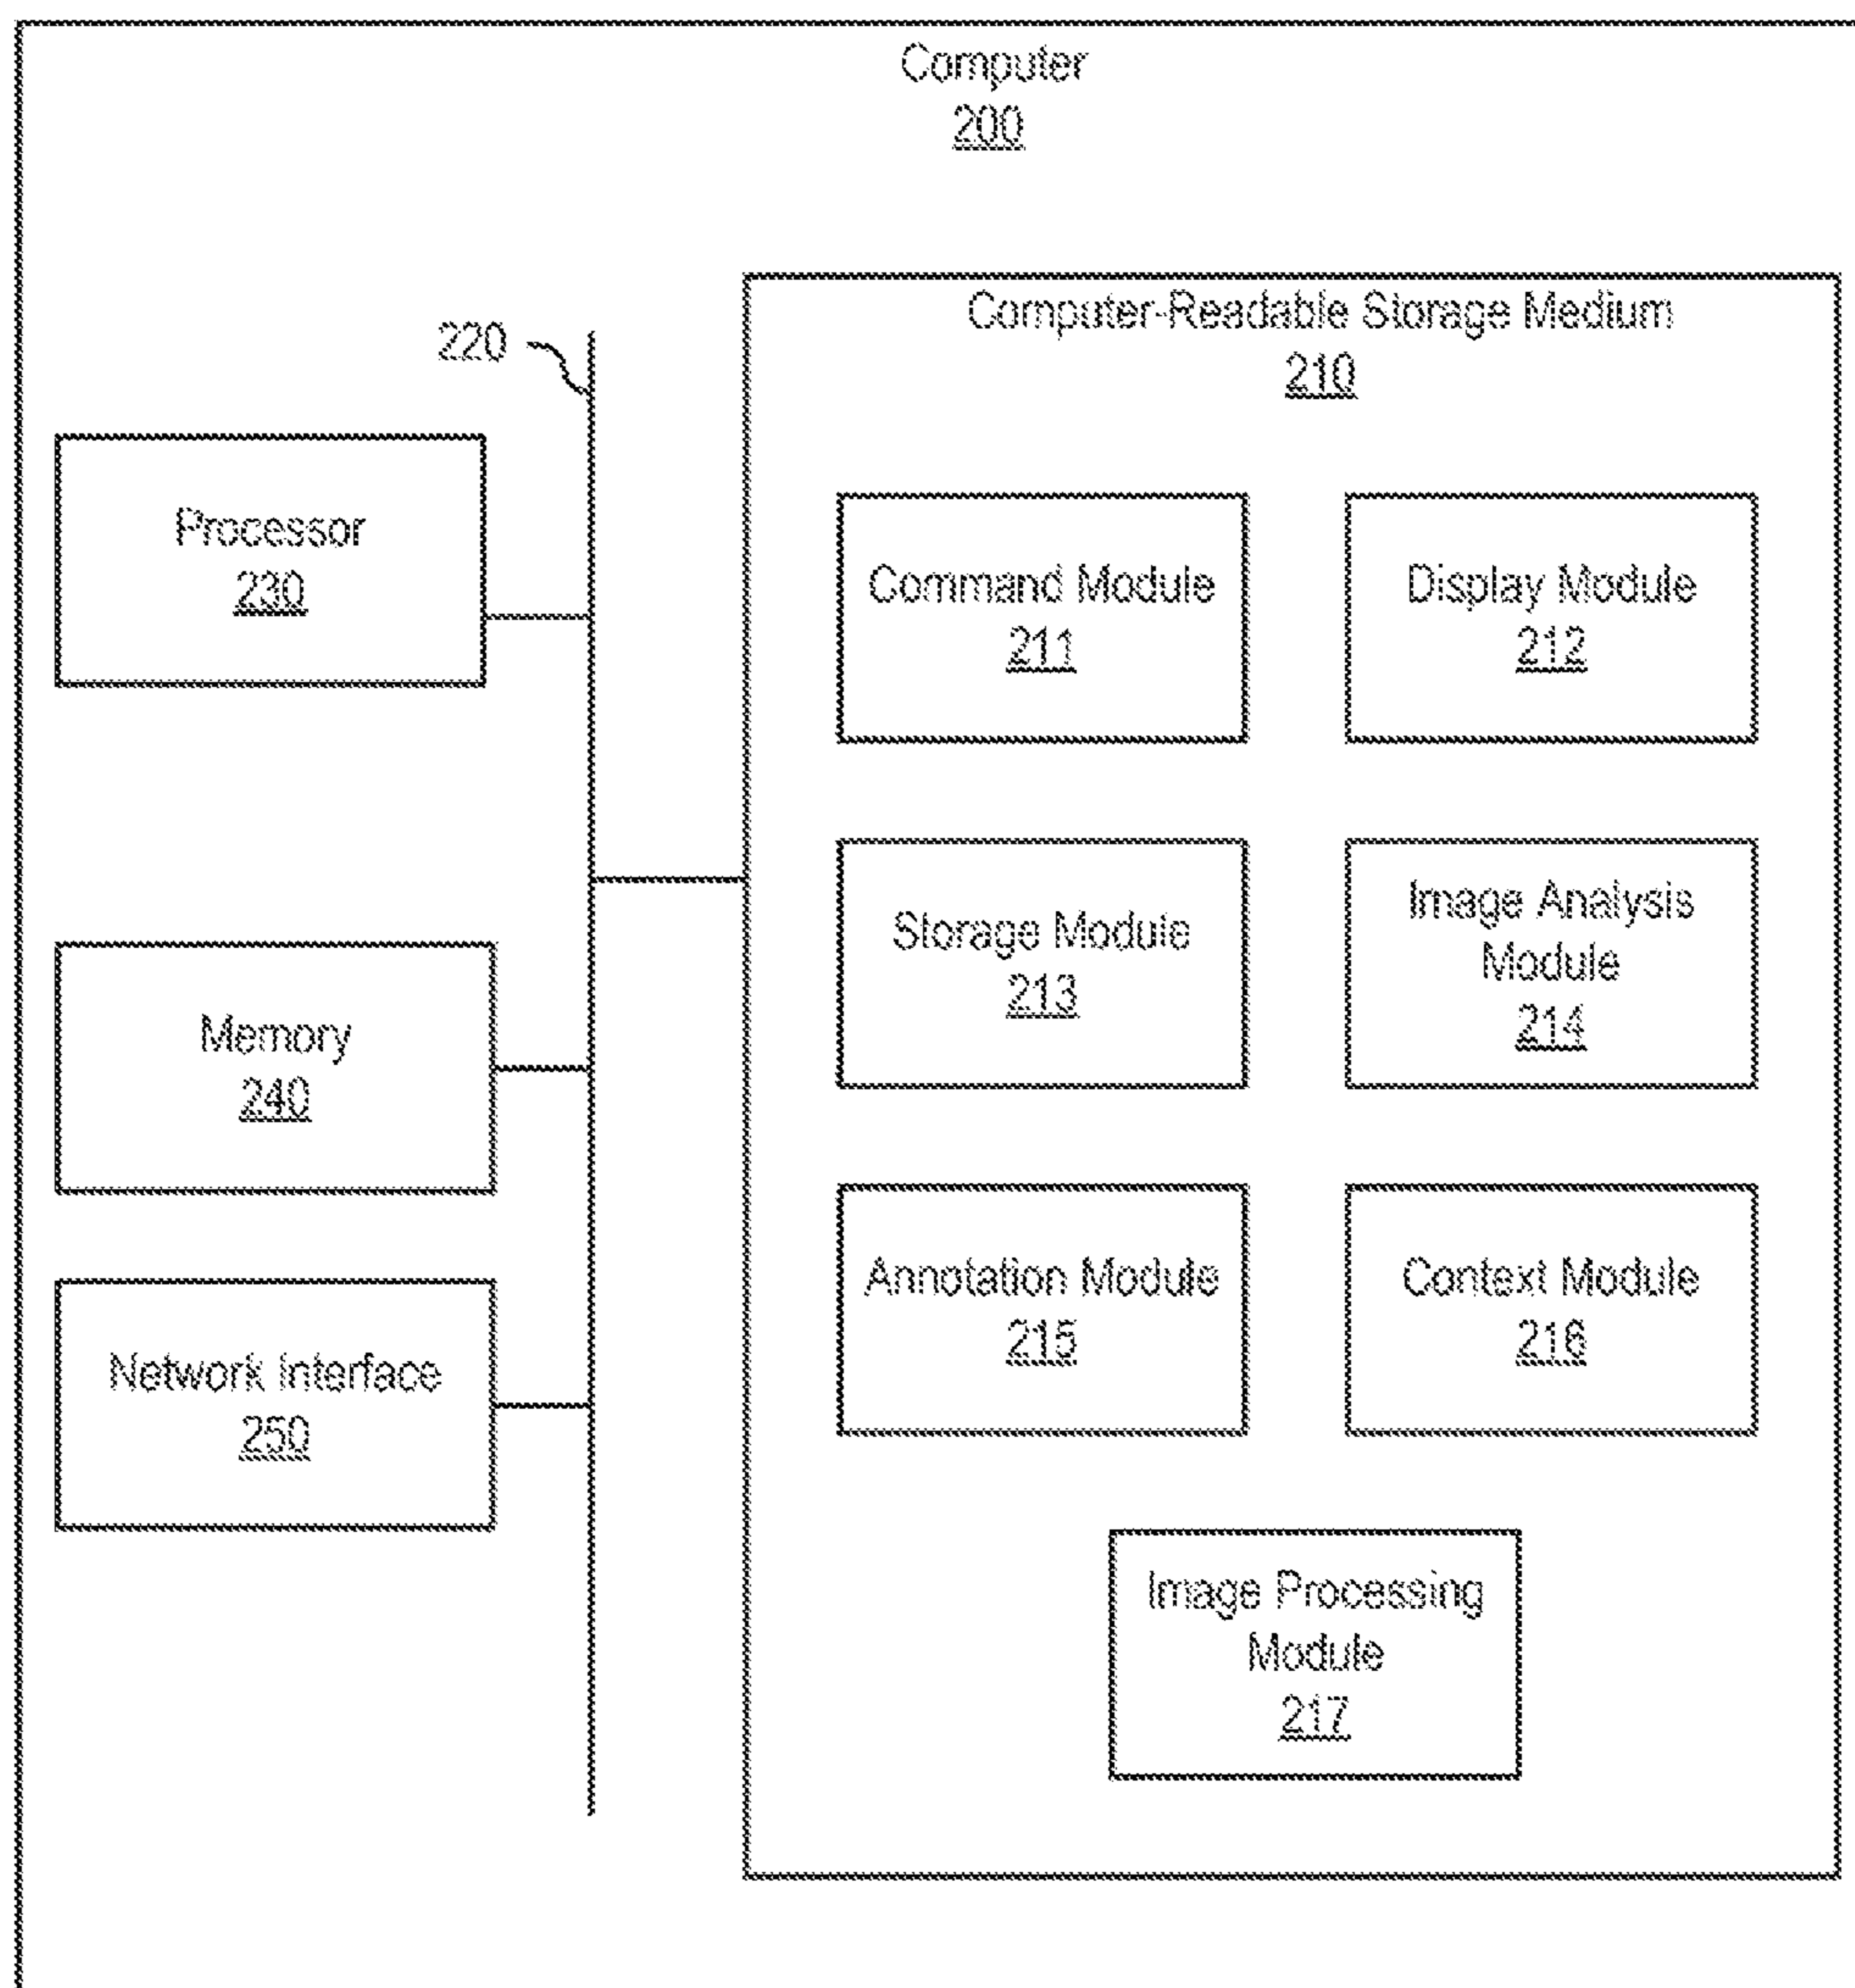 Computer
200
Computer-Readable Storage Medium
210
220
Processor
230
Command Module
211
Display Module
212
Storage Module
213
Image Analysis
Module
214
Memory
240
Annotation Module
215
Context Module
216
Network Interface
250
Image Processing
Module
217